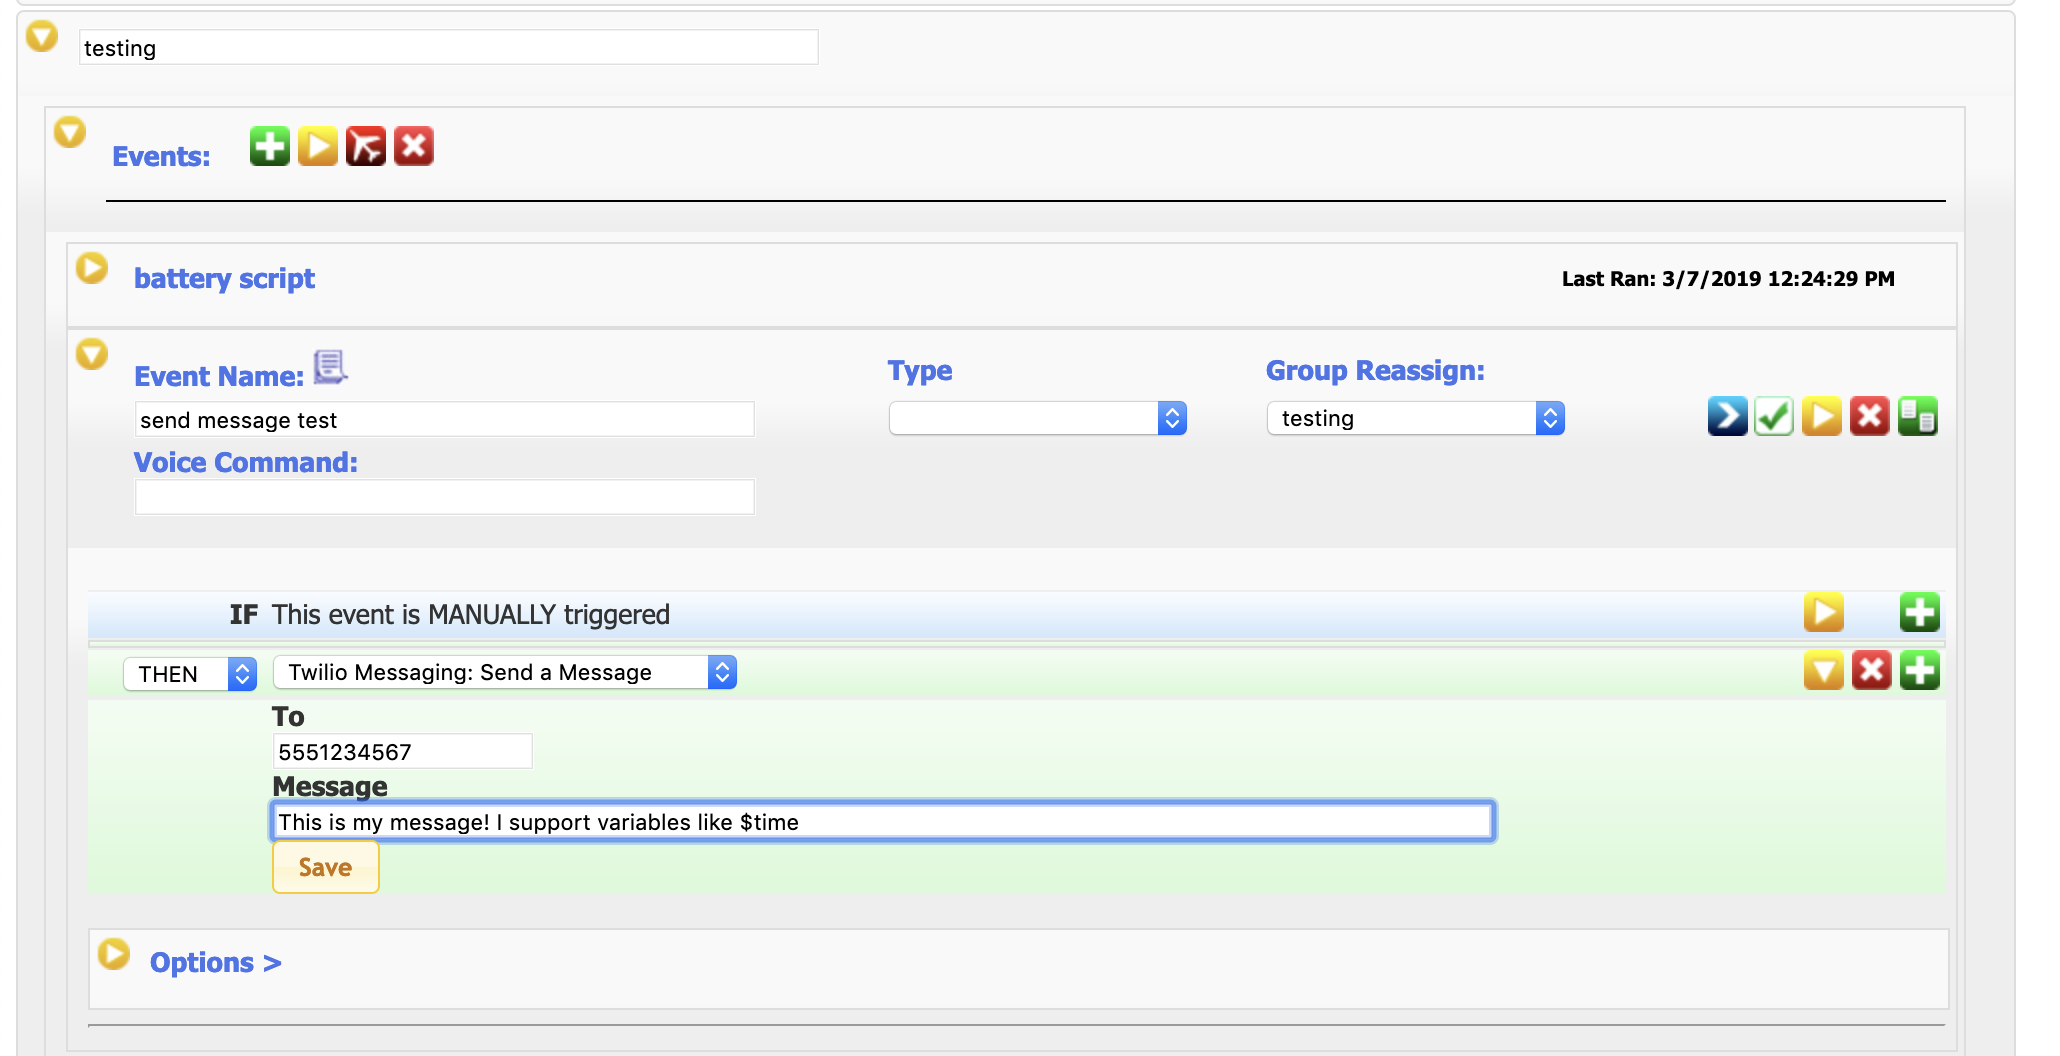 testing
Events:
battery script
Last Ran: 3/7/2019 12:24:29 PM
Event Name:
Type
Group Reassign:
send message test
testing
Voice Command:
IF This event is MANUALLY triggered
THEN Twilio Messaging: Send a Message
To
5551234567
Message
This is my message! I support variables like $time
Save
Options >